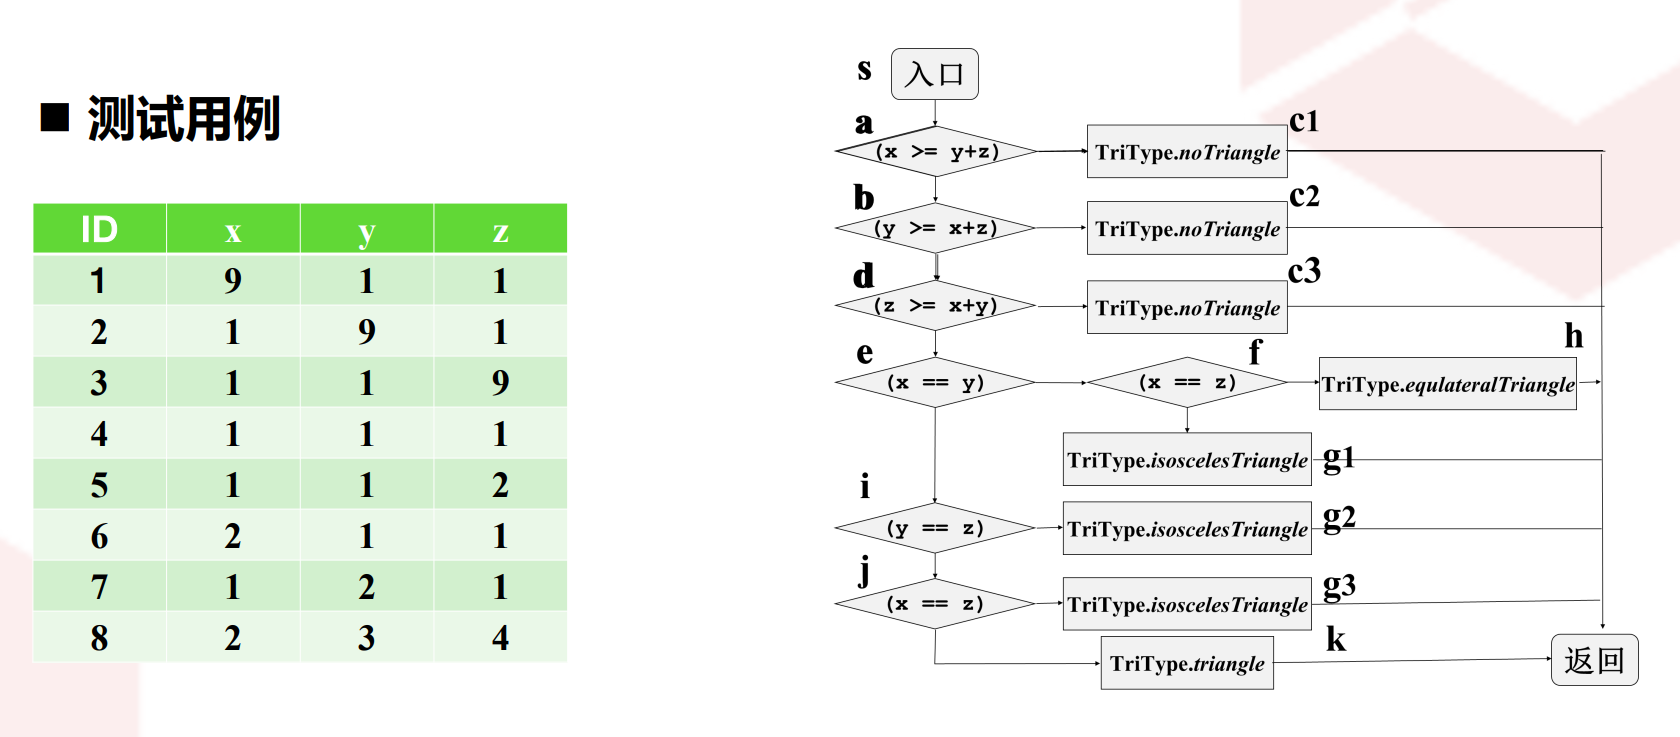 ■ 测试用例
ID x y z
1 9 1 1
2 1 9 1
3 1 1 9
4 1 1 1
5 1 1 2
6 2 1 1
7 1 2 1
8 2 3 4
s 入口
a (x >= y+z) TriType.noTriangle c1
b (y >= x+z) TriType.noTriangle c2
d (z >= x+y) TriType.noTriangle c3
e (x == y) f (x == z) h TriType.equlateralTriangle
TriType.isoscelesTriangle g1
i (y == z) TriType.isoscelesTriangle g2
j (x == z) TriType.isoscelesTriangle g3
TriType.triangle k 返回